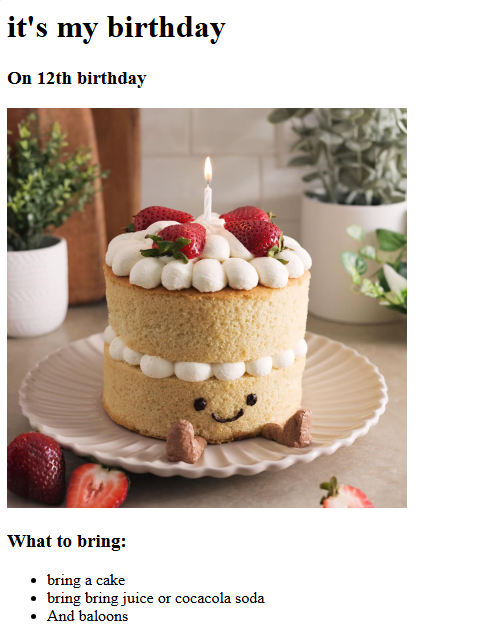 it's my birthday
On 12th birthday
What to bring:
bring a cake
bring bring juice or cocacola soda
And baloons